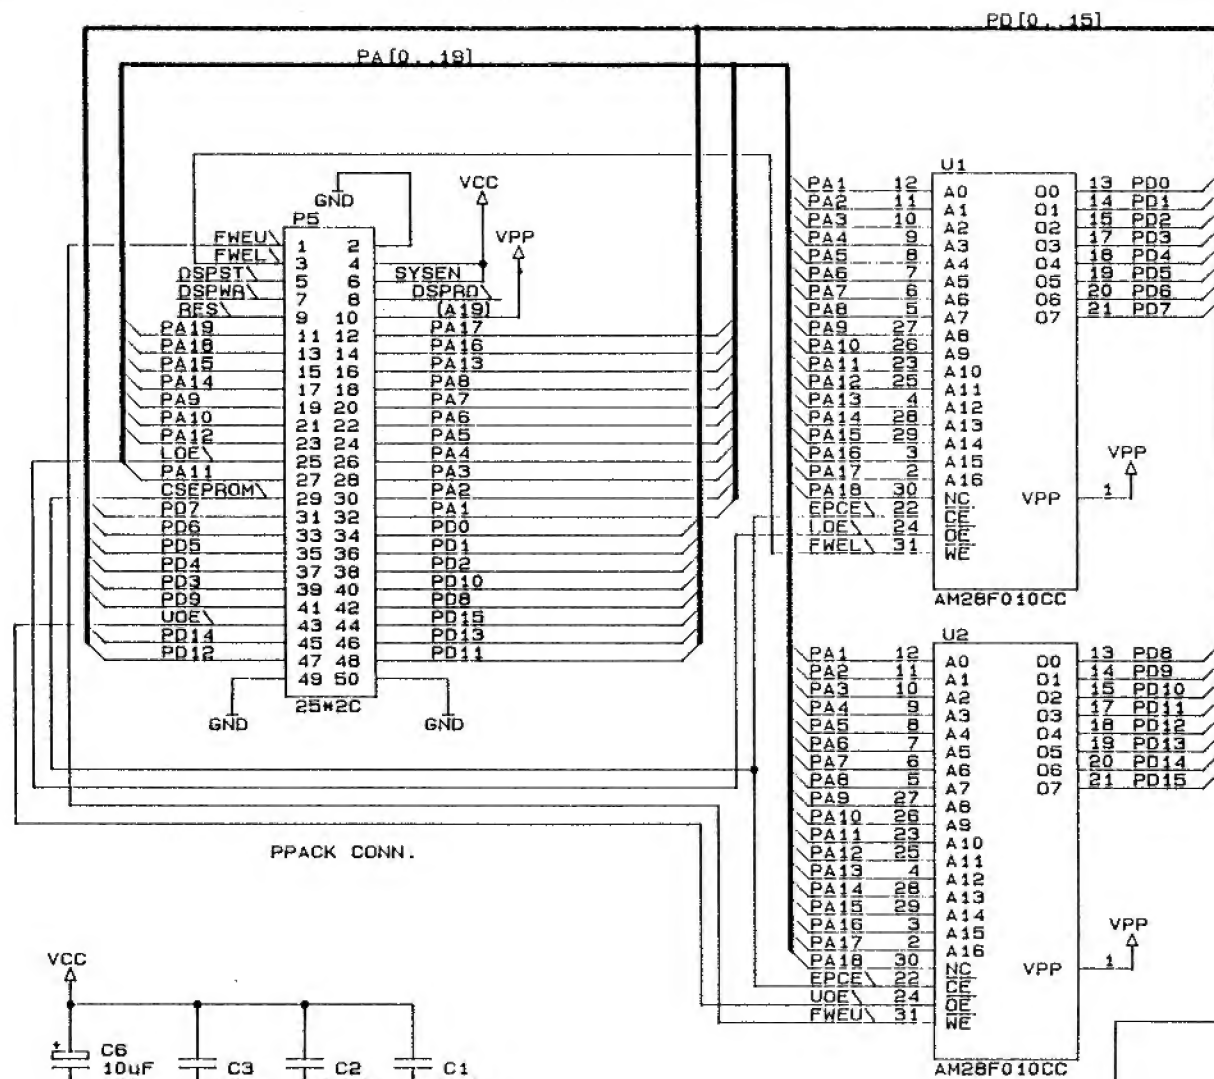 PD[0..15]
PA[0..19]
GND
VCC
VPP
P5
FWEU\ 1 2
FWEL\ 3 4
DSPST\ 5 6 SYSEN
DSPWR\ 7 8 DSPRD\
RES\ 9 10 (A19)
PA19 11 12 PA17
PA18 13 14 PA16
PA15 15 16 PA13
PA14 17 18 PA8
PA9 19 20 PA7
PA10 21 22 PA6
PA12 23 24 PA5
LOE\ 25 26 PA4
PA11 27 28 PA3
CSEPROM\ 29 30 PA2
PD7 31 32 PA1
PD6 33 34 PD0
PD5 35 36 PD1
PD4 37 38 PD2
PD3 39 40 PD10
PD9 41 42 PD8
UOE\ 43 44 PD15
PD14 45 46 PD13
PD12 47 48 PD11
49 50
25*2C
GND
GND
PPACK CONN.
U1
PA1 12 A0 O0 13 PD0
PA2 11 A1 O1 14 PD1
PA3 10 A2 O2 15 PD2
PA4 9 A3 O3 17 PD3
PA5 8 A4 O4 18 PD4
PA6 7 A5 O5 19 PD5
PA7 6 A6 O6 20 PD6
PA8 5 A7 O7 21 PD7
PA9 27 A8
PA10 26 A9
PA11 23 A10
PA12 25 A11
PA13 4 A12
PA14 28 A13
PA15 29 A14
PA16 3 A15
PA17 2 A16
PA18 30 NC VPP 1 VPP
EPCE\ 22 CE
LOE\ 24 OE
FWEL\ 31 WE
AM28F010CC
U2
PA1 12 A0 O0 13 PD8
PA2 11 A1 O1 14 PD9
PA3 10 A2 O2 15 PD10
PA4 9 A3 O3 17 PD11
PA5 8 A4 O4 18 PD12
PA6 7 A5 O5 19 PD13
PA7 6 A6 O6 20 PD14
PA8 5 A7 O7 21 PD15
PA9 27 A8
PA10 26 A9
PA11 23 A10
PA12 25 A11
PA13 4 A12
PA14 28 A13
PA15 29 A14
PA16 3 A15
PA17 2 A16
PA18 30 NC VPP 1 VPP
EPCE\ 22 CE
UOE\ 24 OE
FWEU\ 31 WE
AM28F010CC
VCC
+ C6
10uF
C3
C2
C1